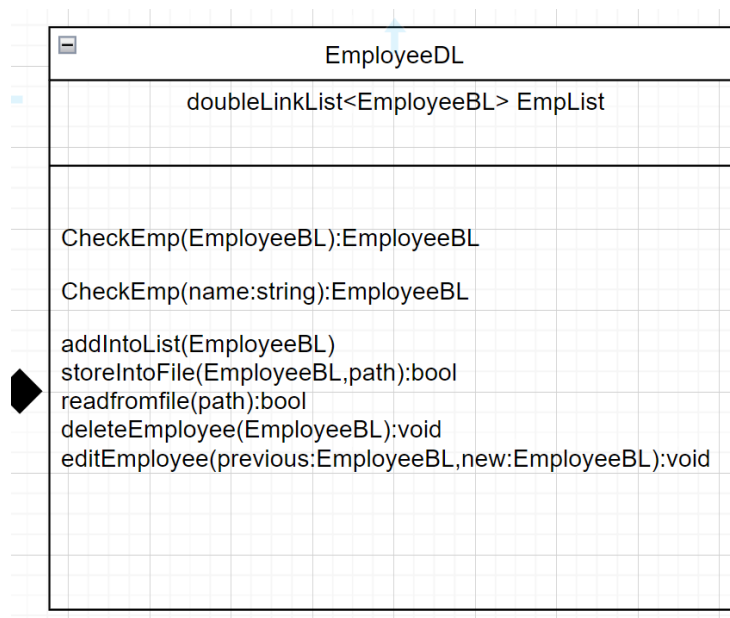 EmployeeDL
doubleLinkList<EmployeeBL> EmpList
CheckEmp(EmployeeBL):EmployeeBL
CheckEmp(name:string):EmployeeBL
addIntoList(EmployeeBL)
storeIntoFile(EmployeeBL,path):bool
readfromfile(path):bool
deleteEmployee(EmployeeBL):void
editEmployee(previous:EmployeeBL,new:EmployeeBL):void